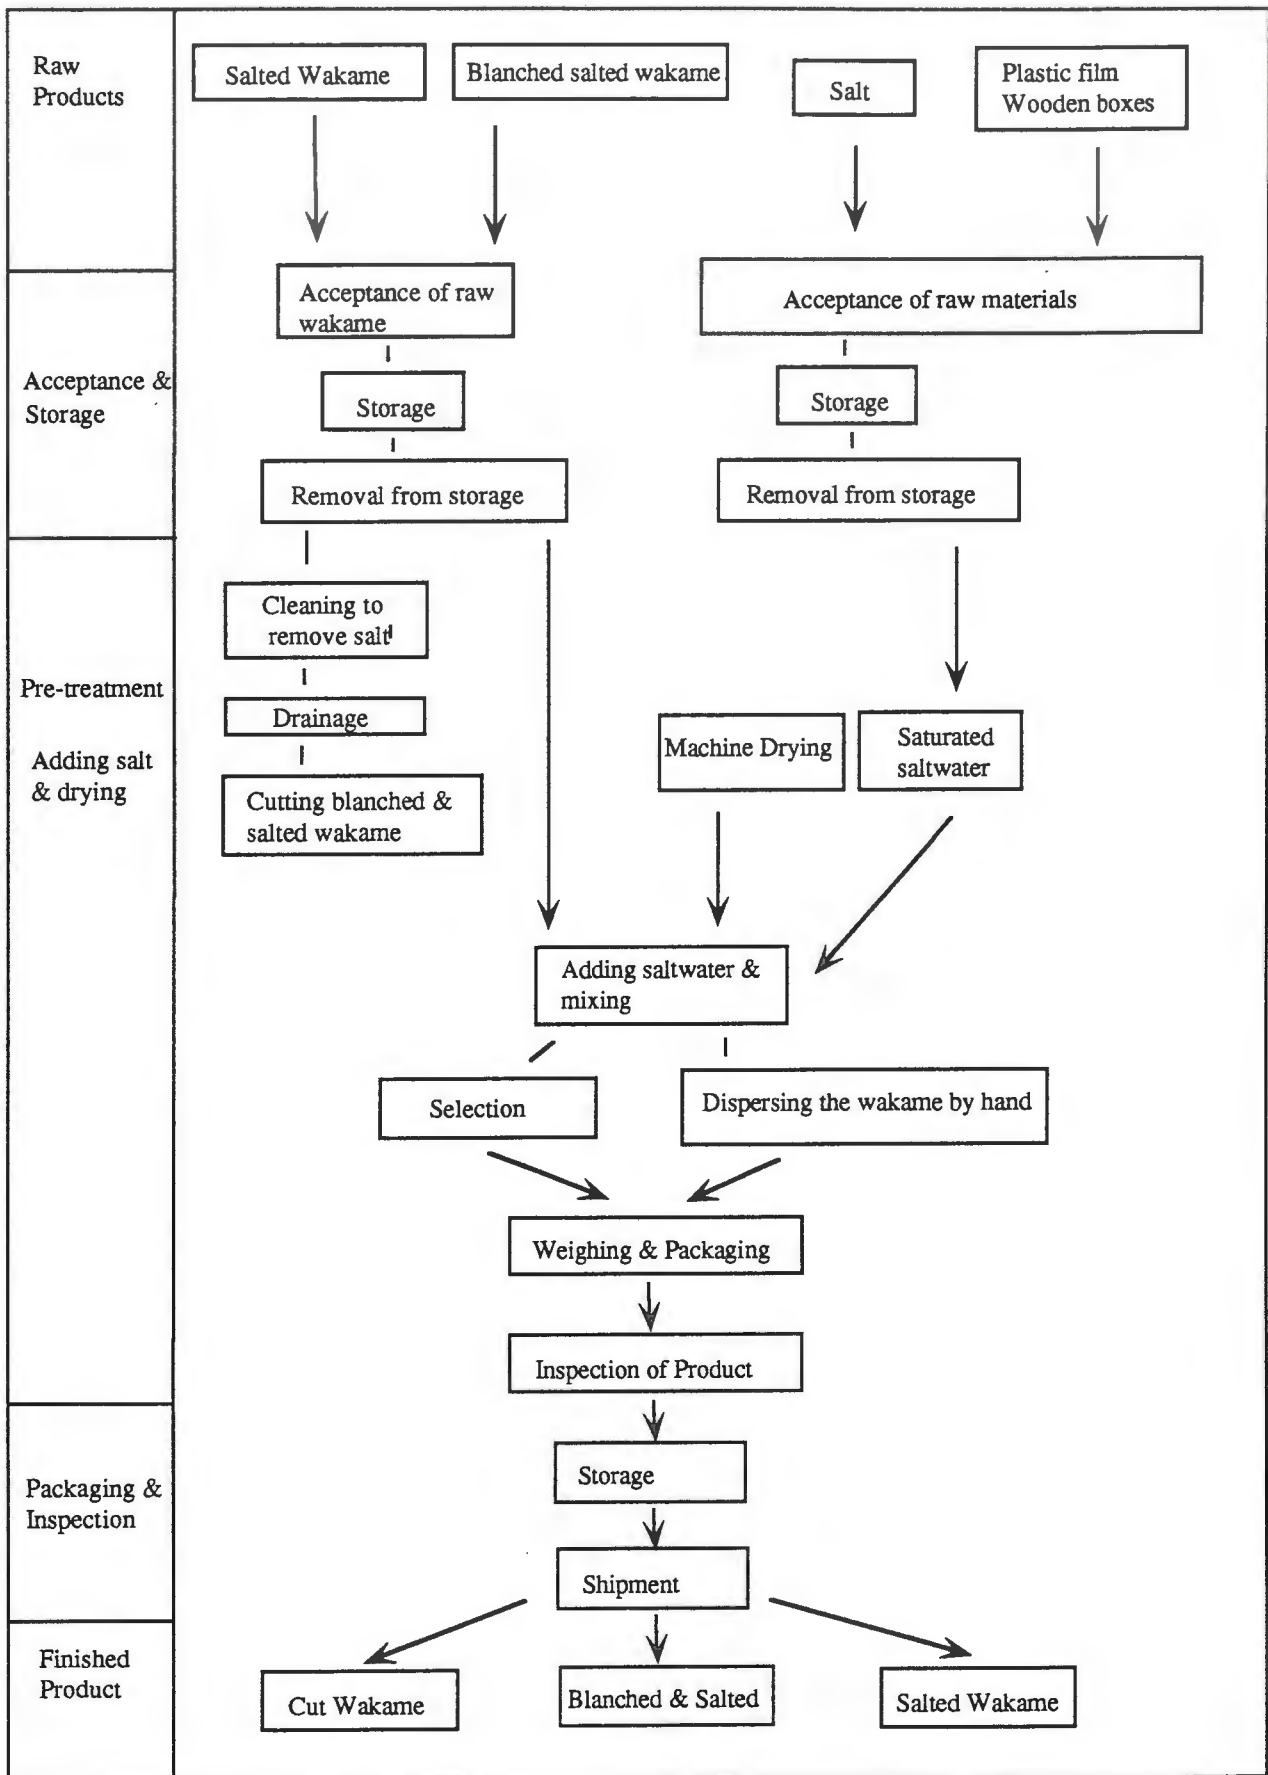 Raw
Products
Salted Wakame
Blanched salted wakame
Salt
Plastic film
Wooden boxes
Acceptance &
Storage
Acceptance of raw
wakame
Acceptance of raw materials
Storage
Storage
Removal from storage
Removal from storage
Pre-treatment
Adding salt
& drying
Cleaning to
remove salt¹
Drainage
Cutting blanched &
salted wakame
Machine Drying
Saturated
saltwater
Adding saltwater &
mixing
Selection
Dispersing the wakame by hand
Weighing & Packaging
Inspection of Product
Packaging &
Inspection
Storage
Shipment
Finished
Product
Cut Wakame
Blanched & Salted
Salted Wakame